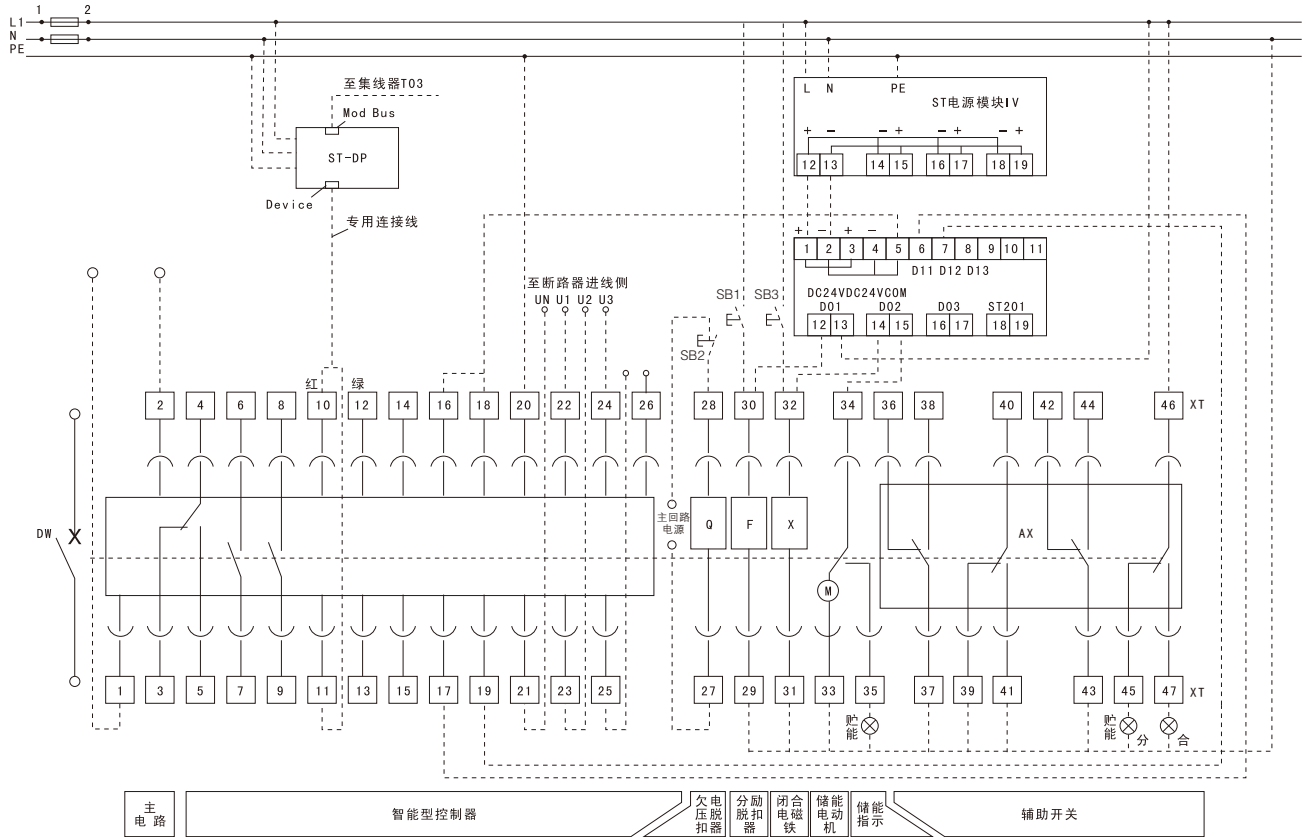 1 2
L1
N
PE
至集线器T03
Mod Bus
ST-DP
Device
专用连接线
L N PE
ST电源模块IV
+ − − + − + − +
12 13 14 15 16 17 18 19
+ − + −
1 2 3 4 5 6 7 8 9 10 11
D11 D12 D13
DC24VDC24VCOM
D01 D02 D03 ST201
12 13 14 15 16 17 18 19
至断路器进线侧
UN U1 U2 U3
SB1 SB3
SB2
红 绿
2 4 6 8 10 12 14 16 18 20 22 24 26 28 30 32 34 36 38 40 42 44 46 XT
DW
主回路
电源
Q F X
M
AX
1 3 5 7 9 11 13 15 17 19 21 23 25 27 29 31 33 35 37 39 41 43 45 47 XT
贮能
贮能 分 合
主电路
智能型控制器
欠电压脱扣器
分励脱扣器
闭合电磁铁
储能电动机
储能指示
辅助开关